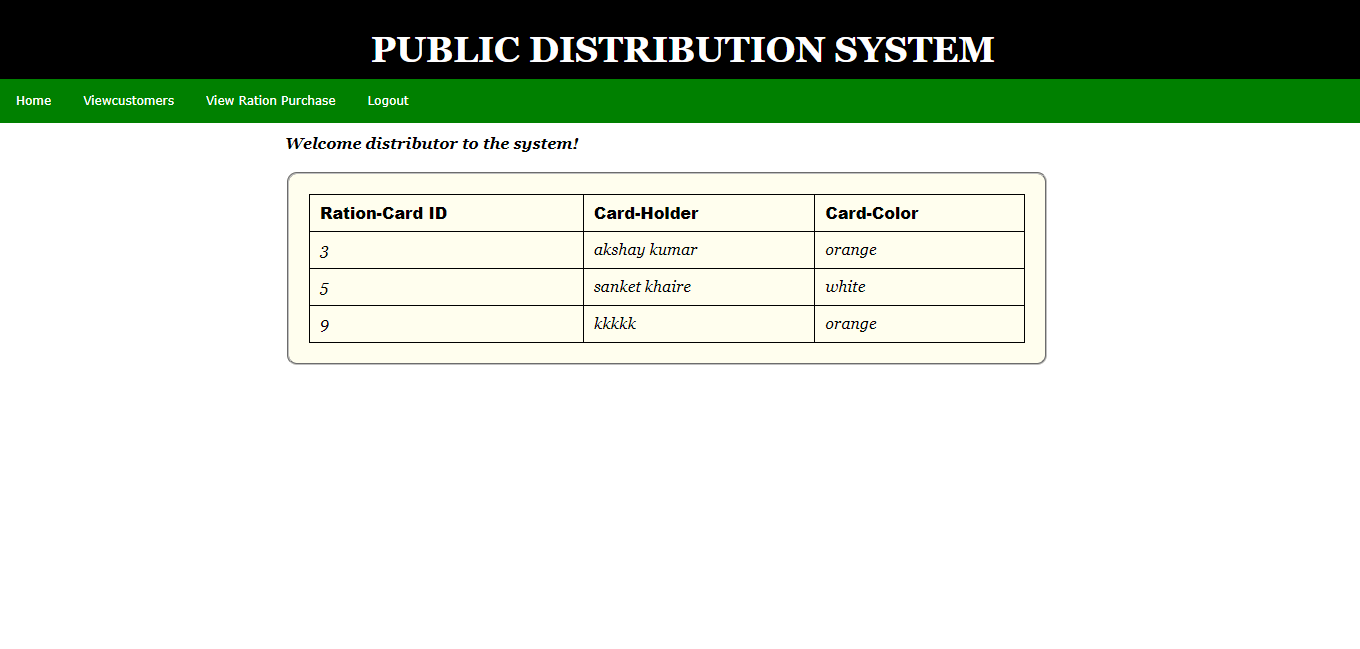 PUBLIC DISTRIBUTION SYSTEM
Home Viewcustomers View Ration Purchase Logout
Welcome distributor to the system!
Ration-Card ID Card-Holder Card-Color
3 akshay kumar orange
5 sanket khaire white
9 kkkkk orange